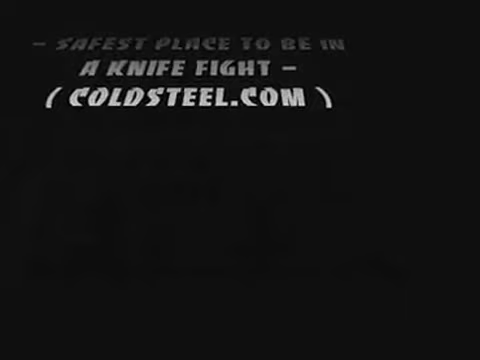 - SAFEST PLACE TO BE IN
A KNIFE FIGHT -
( COLDSTEEL.COM )